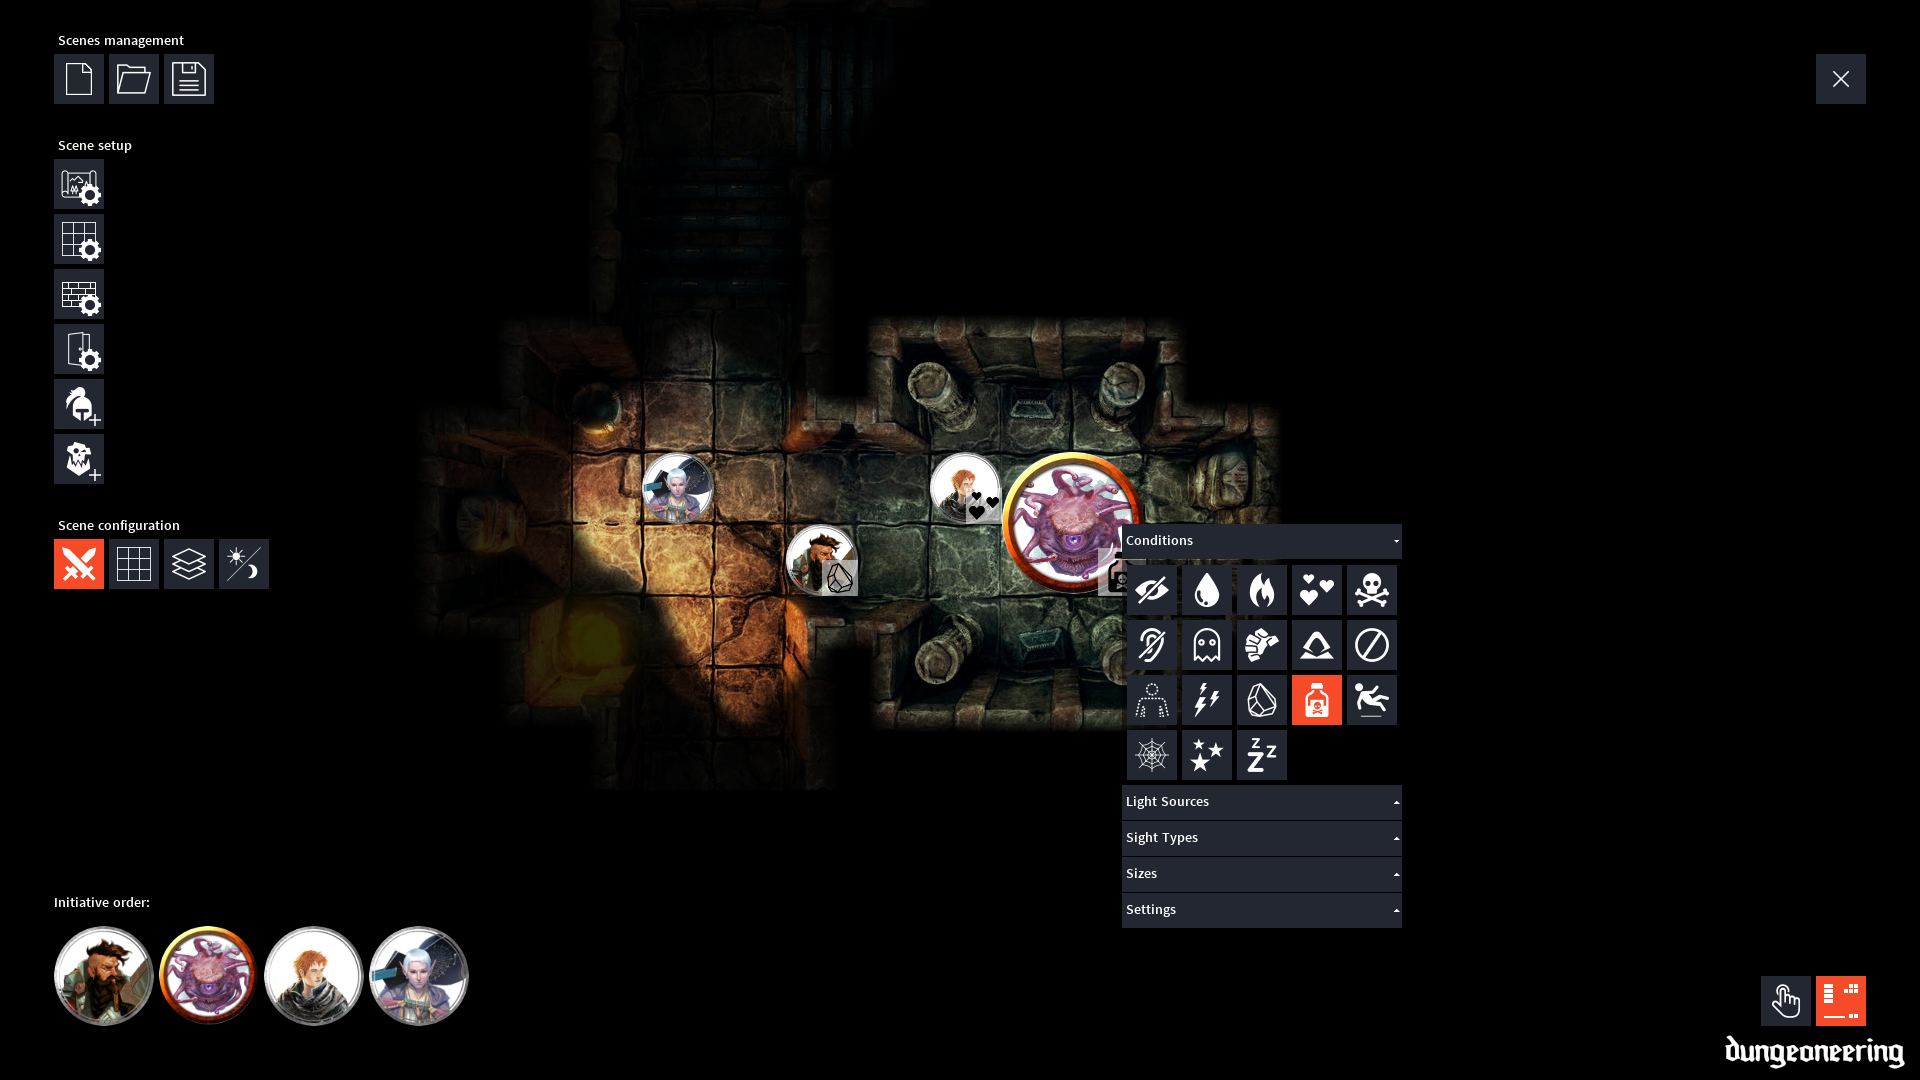 Scenes management
Scene setup
Scene configuration
Conditions
Z Z Z
Light Sources
Sight Types
Sizes
Settings
Initiative order:
dungeoneering